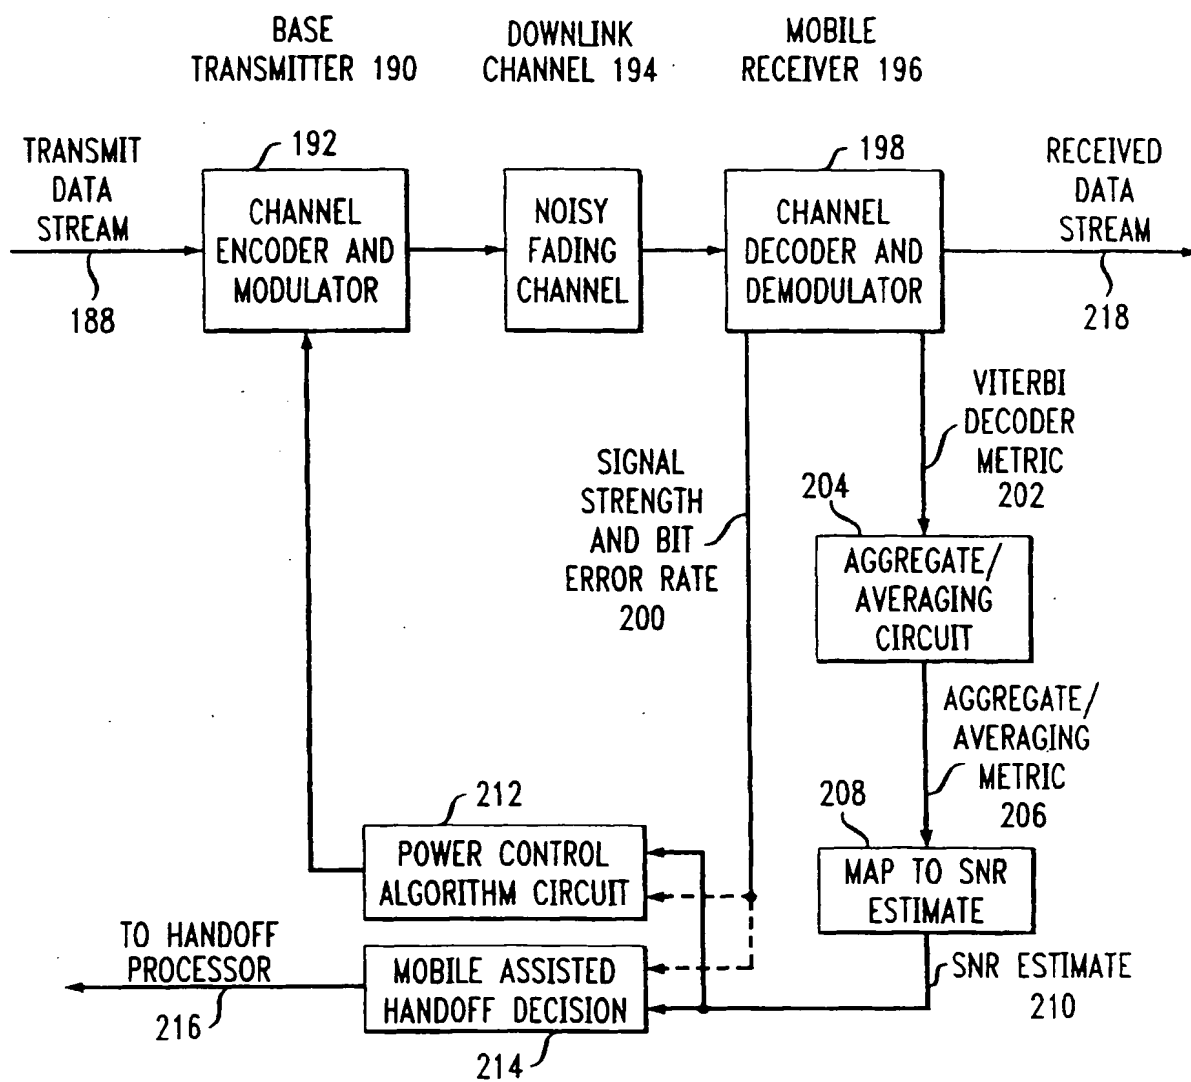 BASE
TRANSMITTER 190
DOWNLINK
CHANNEL 194
MOBILE
RECEIVER 196
TRANSMIT
DATA
STREAM
188
192
CHANNEL
ENCODER AND
MODULATOR
NOISY
FADING
CHANNEL
198
CHANNEL
DECODER AND
DEMODULATOR
RECEIVED
DATA
STREAM
218
SIGNAL
STRENGTH
AND BIT
ERROR RATE
200
VITERBI
DECODER
METRIC
202
204
AGGREGATE/
AVERAGING
CIRCUIT
AGGREGATE/
AVERAGING
METRIC
206
208
MAP TO SNR
ESTIMATE
SNR ESTIMATE
210
212
POWER CONTROL
ALGORITHM CIRCUIT
TO HANDOFF
PROCESSOR
216
MOBILE ASSISTED
HANDOFF DECISION
214